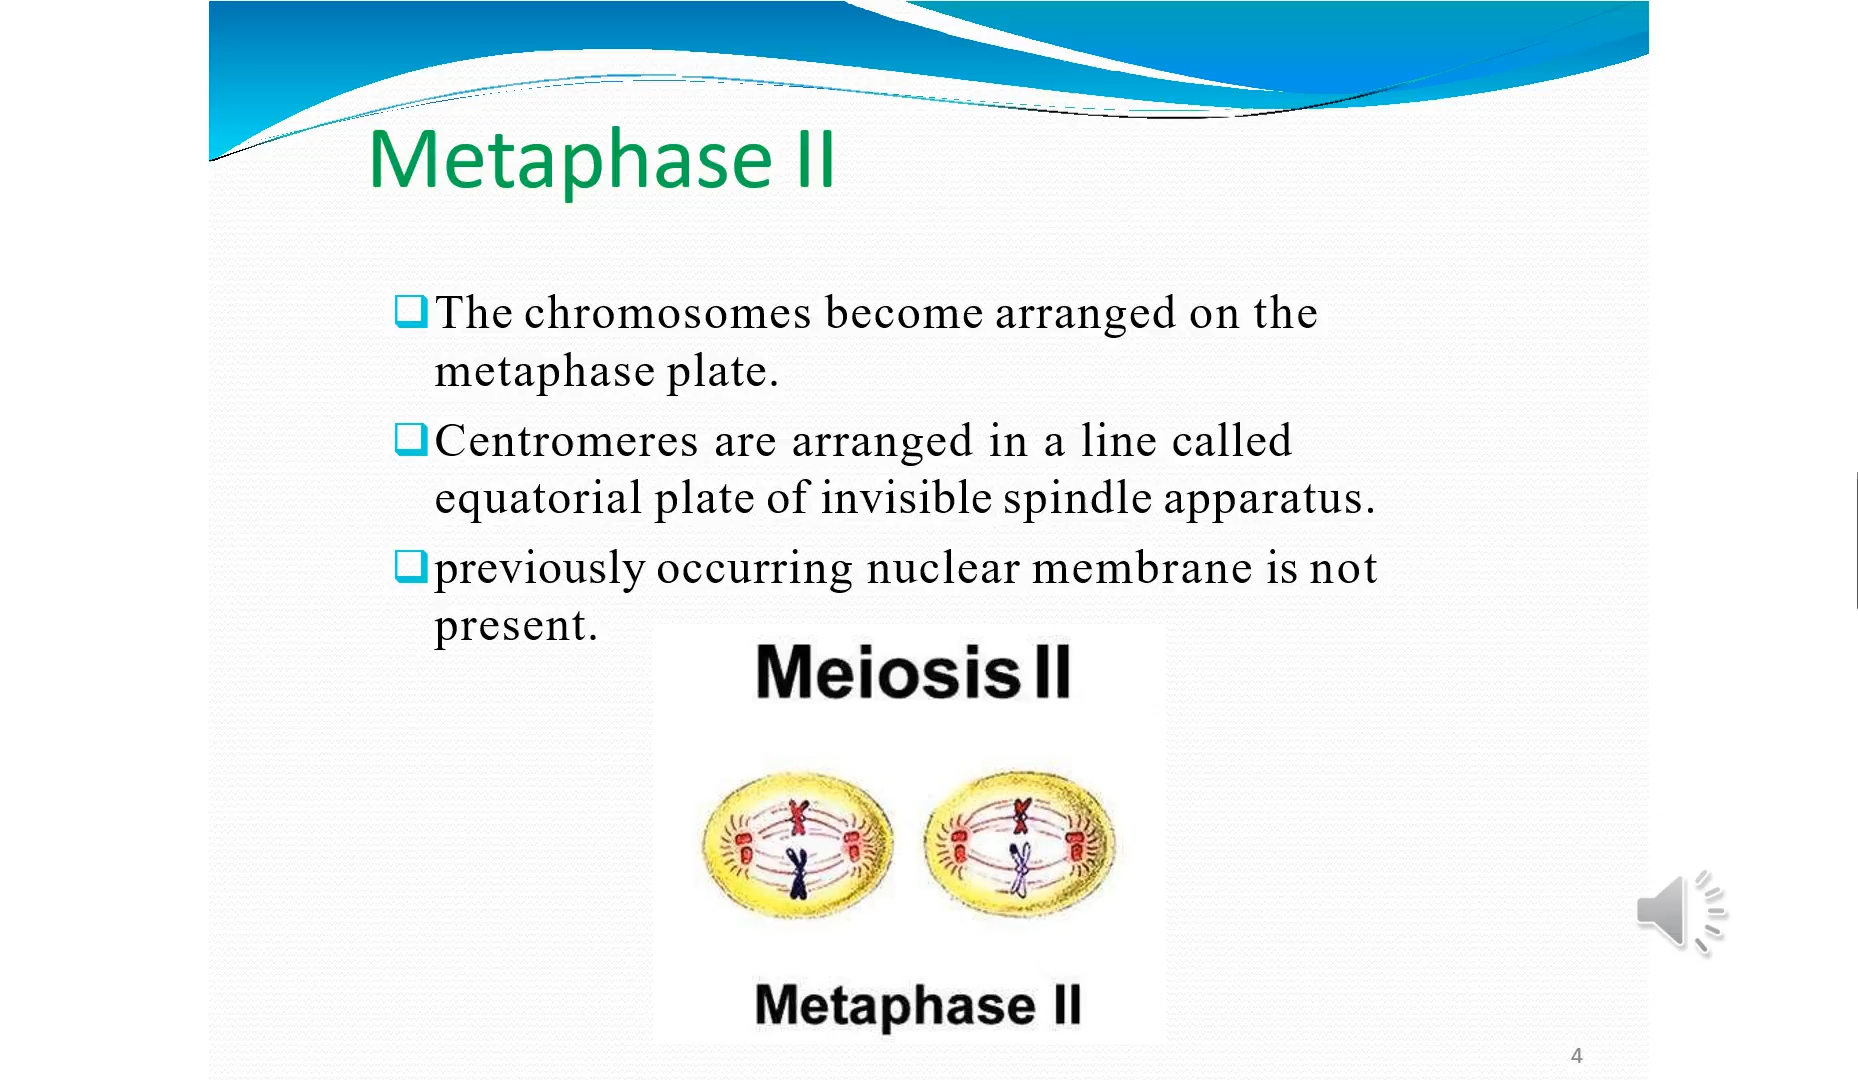 Metaphase II
The chromosomes become arranged on the
metaphase plate.
Centromeres are arranged in a line called
equatorial plate of invisible spindle apparatus.
previously occurring nuclear membrane is not
present.
Meiosis II
Metaphase II
4